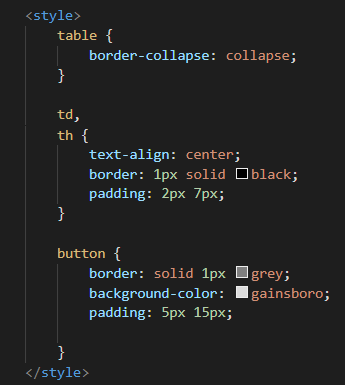 <style>
table {
border-collapse: collapse;
}
td,
th {
text-align: center;
border: 1px solid black;
padding: 2px 7px;
}
button {
border: solid 1px grey;
background-color: gainsboro;
padding: 5px 15px;
}
</style>